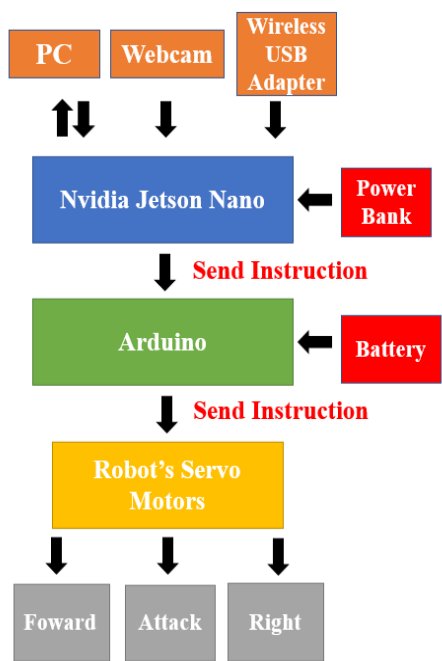 PC
Webcam
Wireless
USB
Adapter
Nvidia Jetson Nano
Power
Bank
Send Instruction
Arduino
Battery
Send Instruction
Robot's Servo
Motors
Foward
Attack
Right